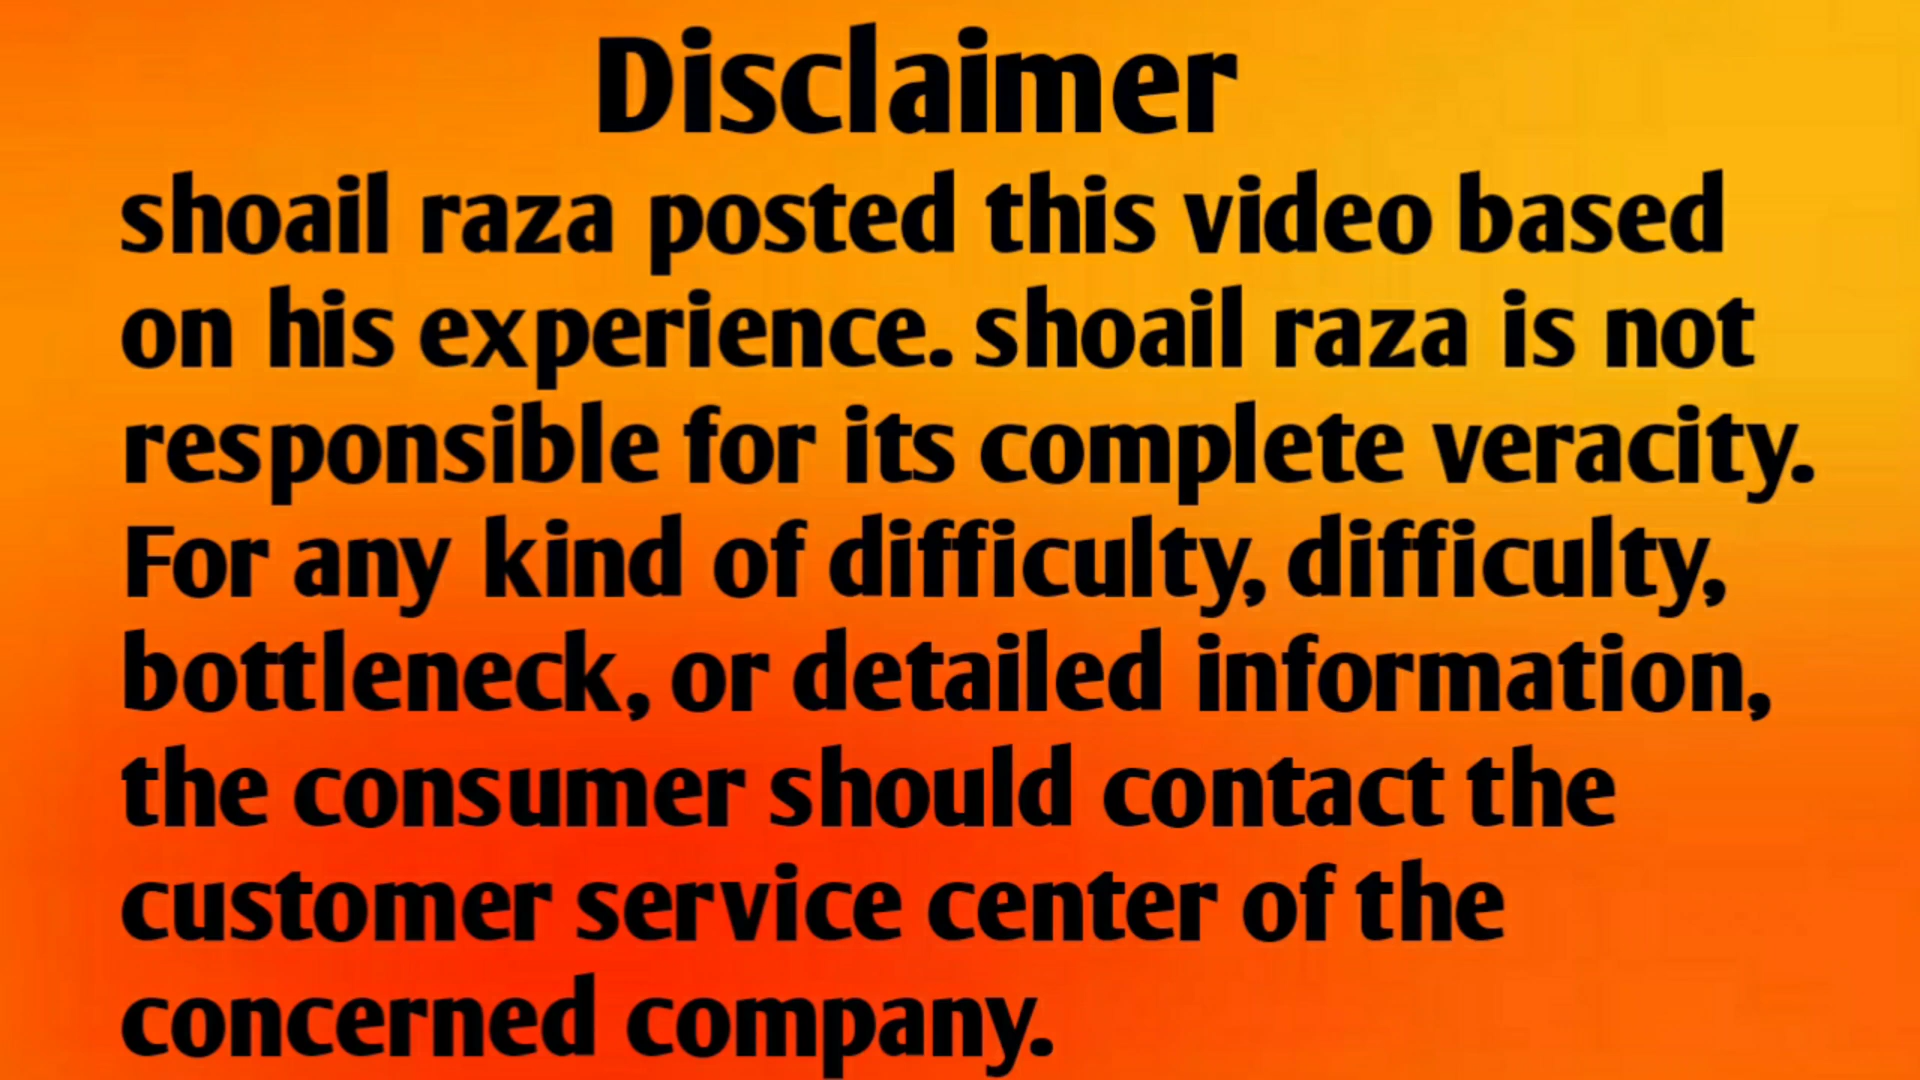 Disclaimer
shoail raza posted this video based
on his experience. shoail raza is not
responsible for its complete veracity.
For any kind of difficulty, difficulty,
bottleneck, or detailed information,
the consumer should contact the
customer service center of the
concerned company.